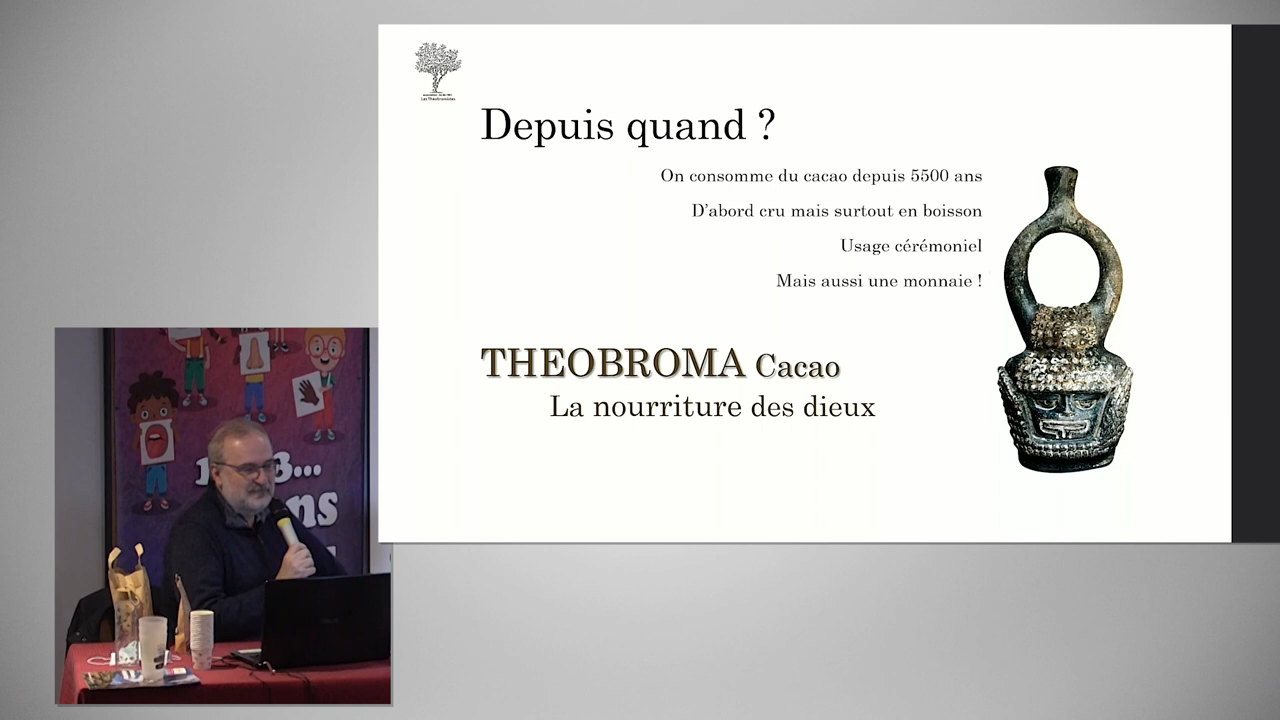 Depuis quand ?
On consomme du cacao depuis 5500 ans
D'abord cru mais surtout en boisson
Usage cérémoniel
Mais aussi une monnaie !
THEOBROMA Cacao
La nourriture des dieux